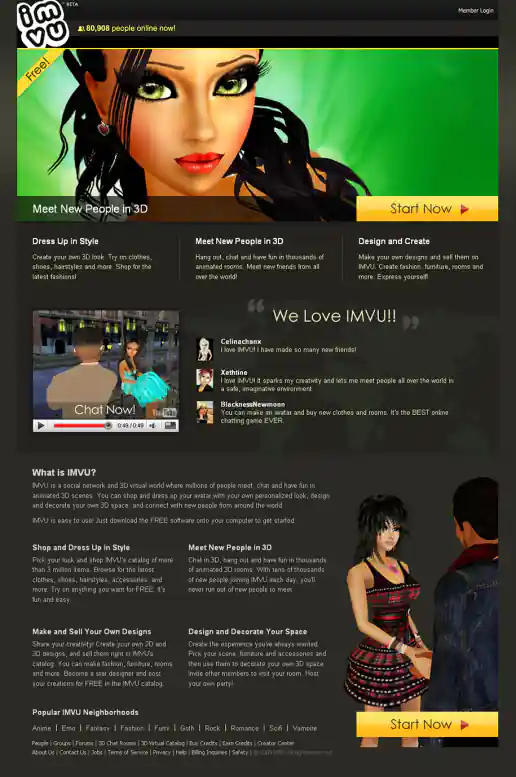 imvu
BETA
Member Login
80,908 people online now!
Free!
Meet New People in 3D
Start Now
Dress Up in Style
Create your own 3D look. Try on clothes,
shoes, hairstyles and more. Shop for the
latest fashions!
Meet New People in 3D
Hang out, chat and have fun in thousands of
animated rooms. Meet new friends from all
over the world!
Design and Create
Make your own designs and sell them on
IMVU. Create fashion, furniture, rooms and
more. Express yourself!
Chat Now!
0:49 / 0:49
“ We Love IMVU!! ”
Celinachanx
I love IMVU! I have made so many new friends!
Xethtine
I love IMVU! It sparks my creativity and lets me meet people all over the world in
a safe, imaginative environment
BlacknessNewmoon
You can make an avatar and buy new clothes and rooms. It's the BEST online
chatting game EVER.
What is IMVU?
IMVU is a social network and 3D virtual world where millions of people meet, chat and have fun in
animated 3D scenes. You can shop and dress up your avatar with your own personalized look, design
and decorate your own 3D space, and connect with new people from around the world.
IMVU is easy to use! Just download the FREE software onto your computer to get started.
Shop and Dress Up in Style
Pick your look and shop IMVU's catalog of more
than 3 million items. Browse for the latest
clothes, shoes, hairstyles, accessories, and
more. Try on anything you want for FREE. It's
fun and easy.
Meet New People in 3D
Chat in 3D, hang out and have fun in thousands
of animated 3D rooms. With tens of thousands
of new people joining IMVU each day, you'll
never run out of new people to meet.
Make and Sell Your Own Designs
Share your creativity! Create your own 2D and
3D designs, and sell them right to IMVU's
catalog. You can make fashion, furniture, rooms
and more. Become a star designer and post
your creations for FREE in the IMVU catalog.
Design and Decorate Your Space
Create the experience you've always wanted.
Pick your scene, furniture and accessories and
then use them to decorate your own 3D space.
Invite other members to visit your room. Host
your own party!
Start Now
Popular IMVU Neighborhoods
Anime | Emo | Fantasy | Fashion | Furni | Goth | Rock | Romance | Scifi | Vampire
People | Groups | Forums | 3D Chat Rooms | 3D Virtual Catalog | Buy Credits | Earn Credits | Creator Center
About Us | Contact Us | Jobs | Terms of Service | Privacy | Help | Billing Inquiries | Safety |